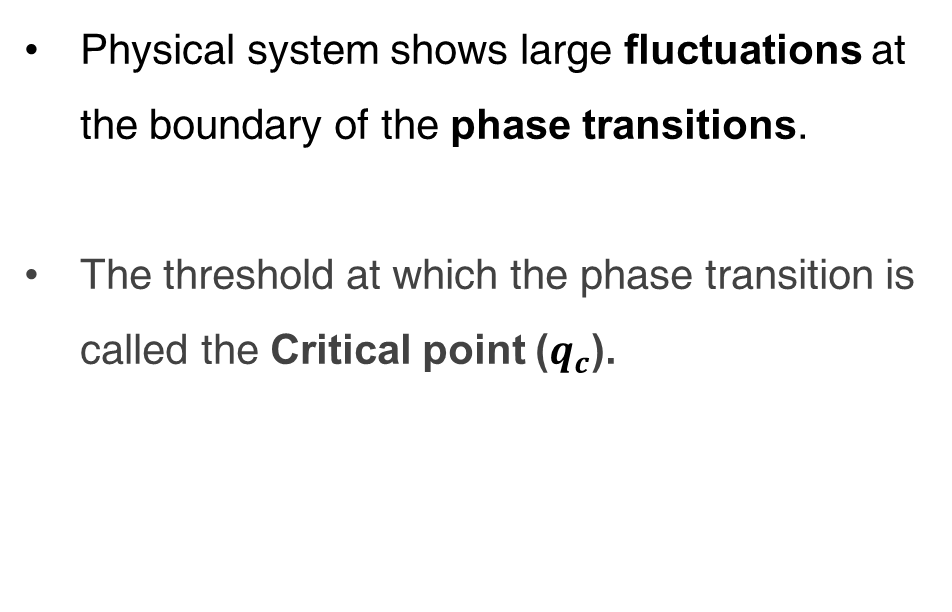 • Physical system shows large fluctuations at
the boundary of the phase transitions.
• The threshold at which the phase transition is
called the Critical point (q_c).